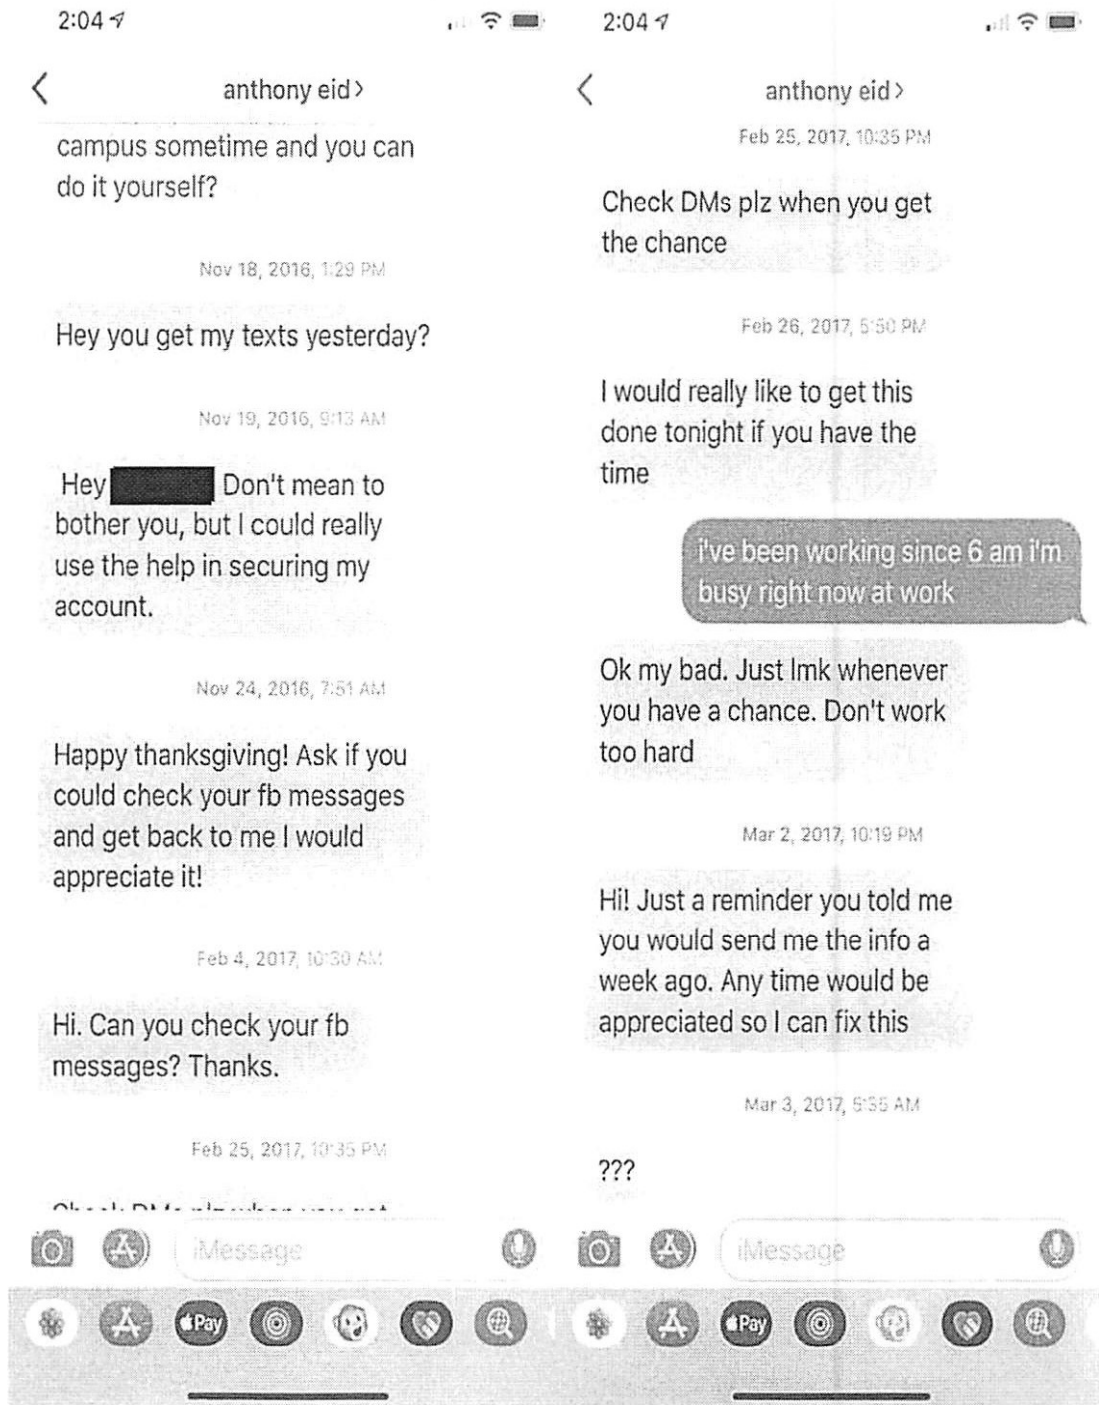 2:04
anthony eid >
campus sometime and you can
do it yourself?
Nov 18, 2016, 1:29 PM
Hey you get my texts yesterday?
Nov 19, 2016, 9:13 AM
Hey Don't mean to
bother you, but I could really
use the help in securing my
account.
Nov 24, 2016, 7:51 AM
Happy thanksgiving! Ask if you
could check your fb messages
and get back to me I would
appreciate it!
Feb 4, 2017, 10:30 AM
Hi. Can you check your fb
messages? Thanks.
Feb 25, 2017, 10:35 PM
iMessage
Pay
2:04
anthony eid >
Feb 25, 2017, 10:35 PM
Check DMs plz when you get
the chance
Feb 26, 2017, 5:50 PM
I would really like to get this
done tonight if you have the
time
i've been working since 6 am i'm
busy right now at work
Ok my bad. Just lmk whenever
you have a chance. Don't work
too hard
Mar 2, 2017, 10:19 PM
Hi! Just a reminder you told me
you would send me the info a
week ago. Any time would be
appreciated so I can fix this
Mar 3, 2017, 5:35 AM
???
iMessage
Pay